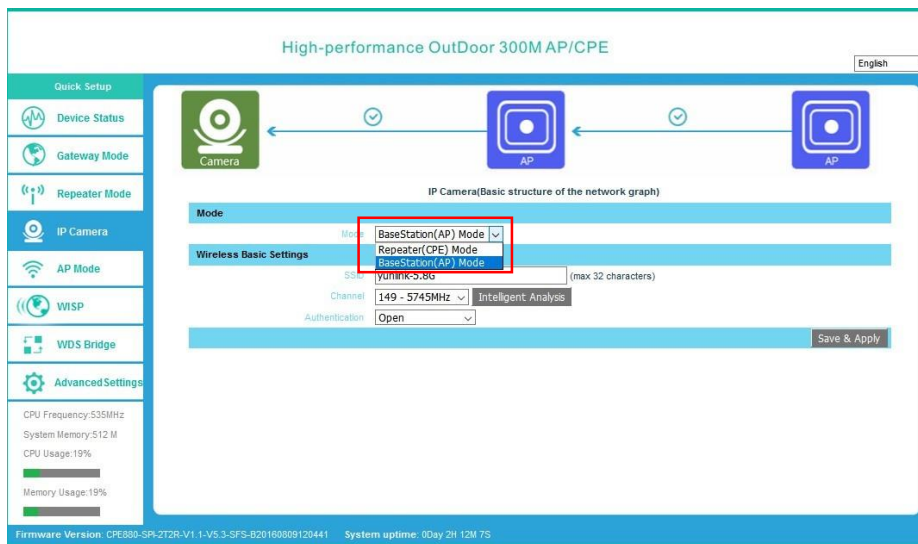 High-performance OutDoor 300M AP/CPE
English
Quick Setup
Device Status
Gateway Mode
Repeater Mode
IP Camera
AP Mode
WISP
WDS Bridge
Advanced Settings
CPU Frequency:535MHz
System Memory:512 M
CPU Usage:19%
Memory Usage:19%
Camera
AP
AP
IP Camera(Basic structure of the network graph)
Mode
Mode BaseStation(AP) Mode
Repeater(CPE) Mode
BaseStation(AP) Mode
Wireless Basic Settings
SSID yunlink-5.8G (max 32 characters)
Channel 149 - 5745MHz Intelligent Analysis
Authentication Open
Save & Apply
Firmware Version: CPE880-SPI-2T2R-V1.1-V5.3-SFS-B20160809120441 System uptime: 0Day 2H 12M 7S